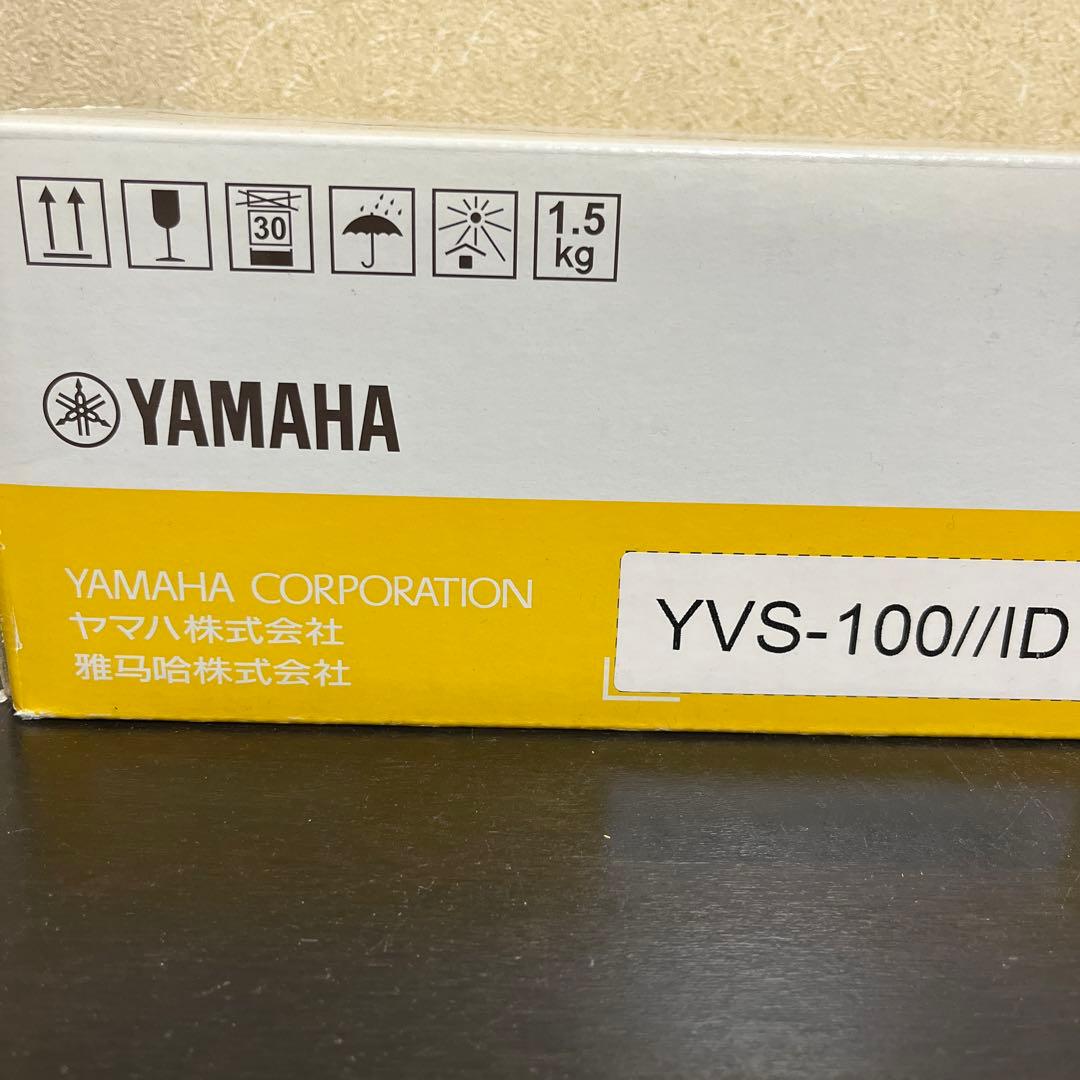 30
1.5
kg
YAMAHA
YAMAHA CORPORATION
ヤマハ株式会社
雅马哈株式会社
YVS-100//ID